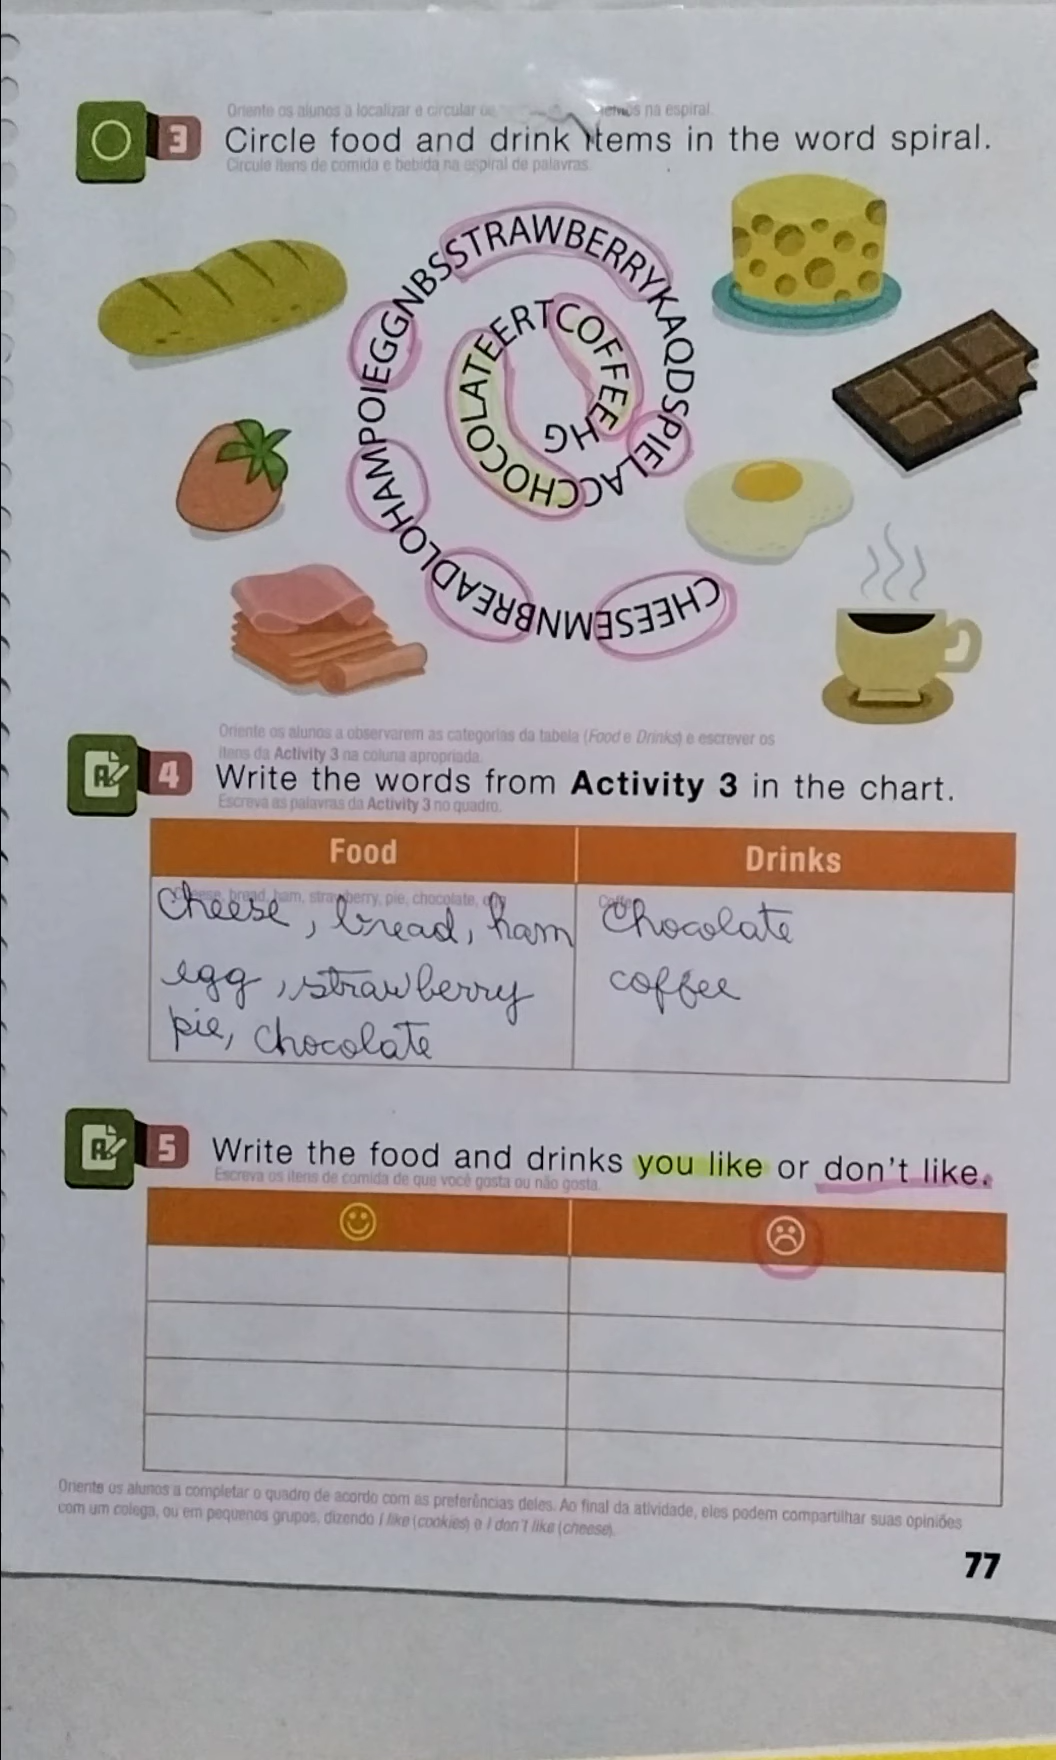 Oriente os alunos a localizar e circular os na espiral.
3 Circle food and drink items in the word spiral.
Circule itens de comida e bebida na espiral de palavras.
CHEESEMNBREADLOHAMPOIEGGNBSSTRAWBERRYKAQDSPIELACCHOCOLATEERTCOFFEEHG
Oriente os alunos a observarem as categorias da tabela (Food e Drinks) e escrever os
itens da Activity 3 na coluna apropriada.
4 Write the words from Activity 3 in the chart.
Escreva as palavras da Activity 3 no quadro.
Food Drinks
cheese, bread, ham, strawberry, pie, chocolate, Coffee
cheese, bread, ham Chocolate
egg, strawberry coffee
pie, chocolate
5 Write the food and drinks you like or don't like.
Escreva os itens de comida de que você gosta ou não gosta.
Oriente os alunos a completar o quadro de acordo com as preferências deles. Ao final da atividade, eles podem compartilhar suas opiniões
com um colega, ou em pequenos grupos, dizendo I like (cookies) e I don't like (cheese).
77